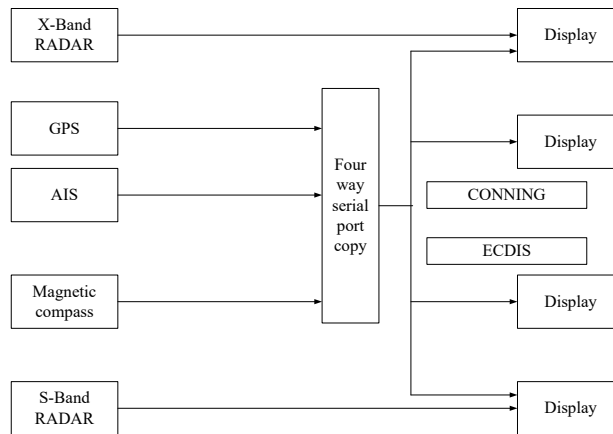 X-Band
RADAR
Display
GPS
Display
AIS
Four
way
serial
port
copy
CONNING
ECDIS
Magnetic
compass
Display
S-Band
RADAR
Display